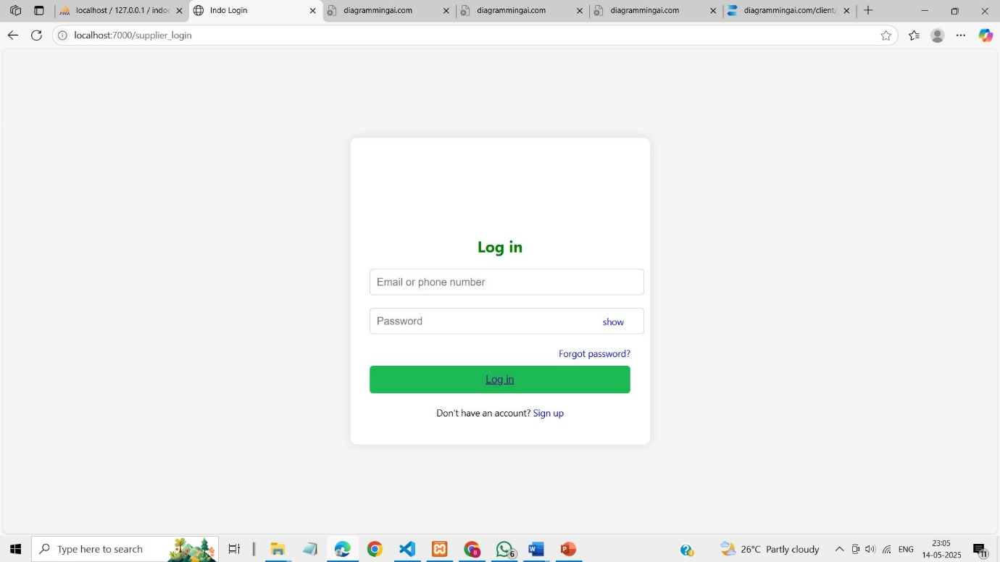 localhost / 127.0.0.1 / indo
Indo Login
diagrammingai.com
diagrammingai.com
diagrammingai.com
diagrammingai.com/client/
localhost:7000/supplier_login
Log in
Email or phone number
Password
show
Forgot password?
Log in
Don't have an account? Sign up
Type here to search
6
26°C Partly cloudy
ENG
23:05
14-05-2025
11